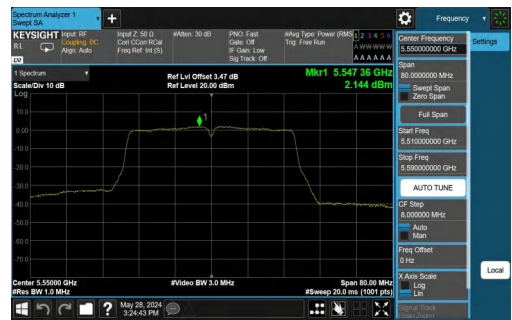 Spectrum Analyzer 1
Swept SA
Frequency
KEYSIGHT
Input: RF
Coupling: DC
Align: Auto
Input Z: 50 Ω
Corr CCorr RCal
Freq Ref: Int (S)
#Atten: 30 dB
PNO: Fast
Gate: Off
IF Gain: Low
Sig Track: Off
#Avg Type: Power (RMS
Trig: Free Run
1 2 3 4 5 6
A W W W W W
A A A A A A
LV
1 Spectrum
Scale/Div 10 dB
Log
Ref Lvl Offset 3.47 dB
Ref Level 20.00 dBm
Mkr1 5.547 36 GHz
2.144 dBm
1
10.0
0.00
-10.0
-20.0
-30.0
-40.0
-50.0
-60.0
-70.0
Center 5.55000 GHz
#Res BW 1.0 MHz
#Video BW 3.0 MHz
Span 80.00 MHz
#Sweep 20.0 ms (1001 pts)
Center Frequency
5.550000000 GHz
Span
80.0000000 MHz
Swept Span
Zero Span
Full Span
Start Freq
5.510000000 GHz
Stop Freq
5.590000000 GHz
AUTO TUNE
CF Step
8.000000 MHz
Auto
Man
Freq Offset
0 Hz
X Axis Scale
Log
Lin
Signal Track
Settings
Local
?
May 28, 2024
3:24:43 PM